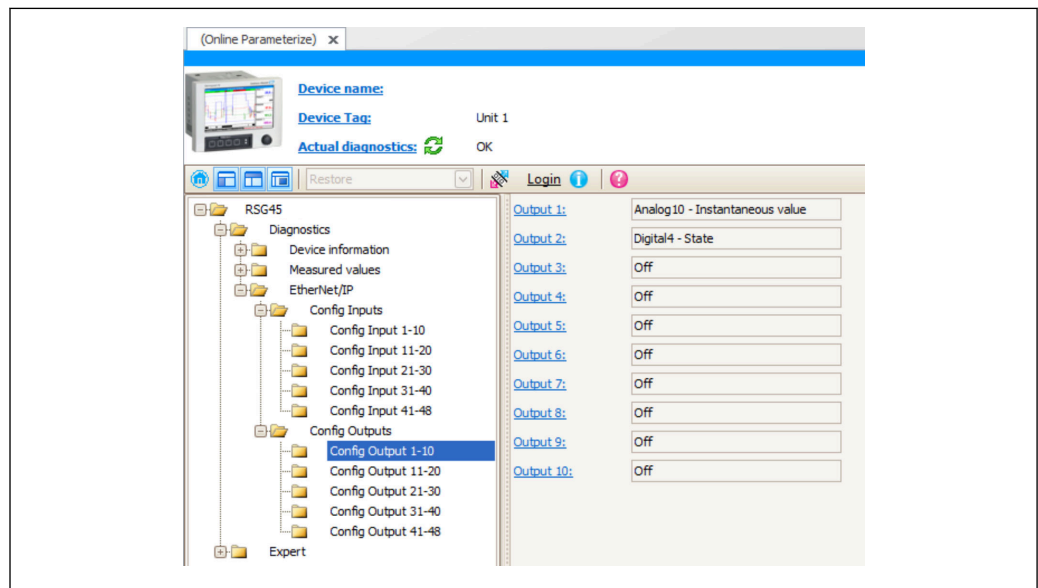 (Online Parameterize) X
Device name:
Device Tag: Unit 1
Actual diagnostics: OK
Restore Login
RSG45
Diagnostics
Device information
Measured values
EtherNet/IP
Config Inputs
Config Input 1-10
Config Input 11-20
Config Input 21-30
Config Input 31-40
Config Input 41-48
Config Outputs
Config Output 1-10
Config Output 11-20
Config Output 21-30
Config Output 31-40
Config Output 41-48
Expert
Output 1: Analog10 - Instantaneous value
Output 2: Digital4 - State
Output 3: Off
Output 4: Off
Output 5: Off
Output 6: Off
Output 7: Off
Output 8: Off
Output 9: Off
Output 10: Off